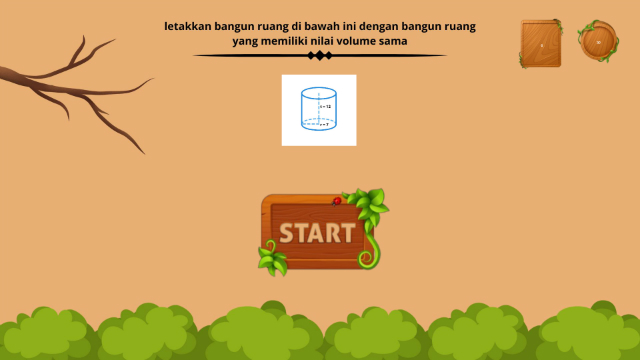 letakkan bangun ruang di bawah ini dengan bangun ruang
yang memiliki nilai volume sama
START